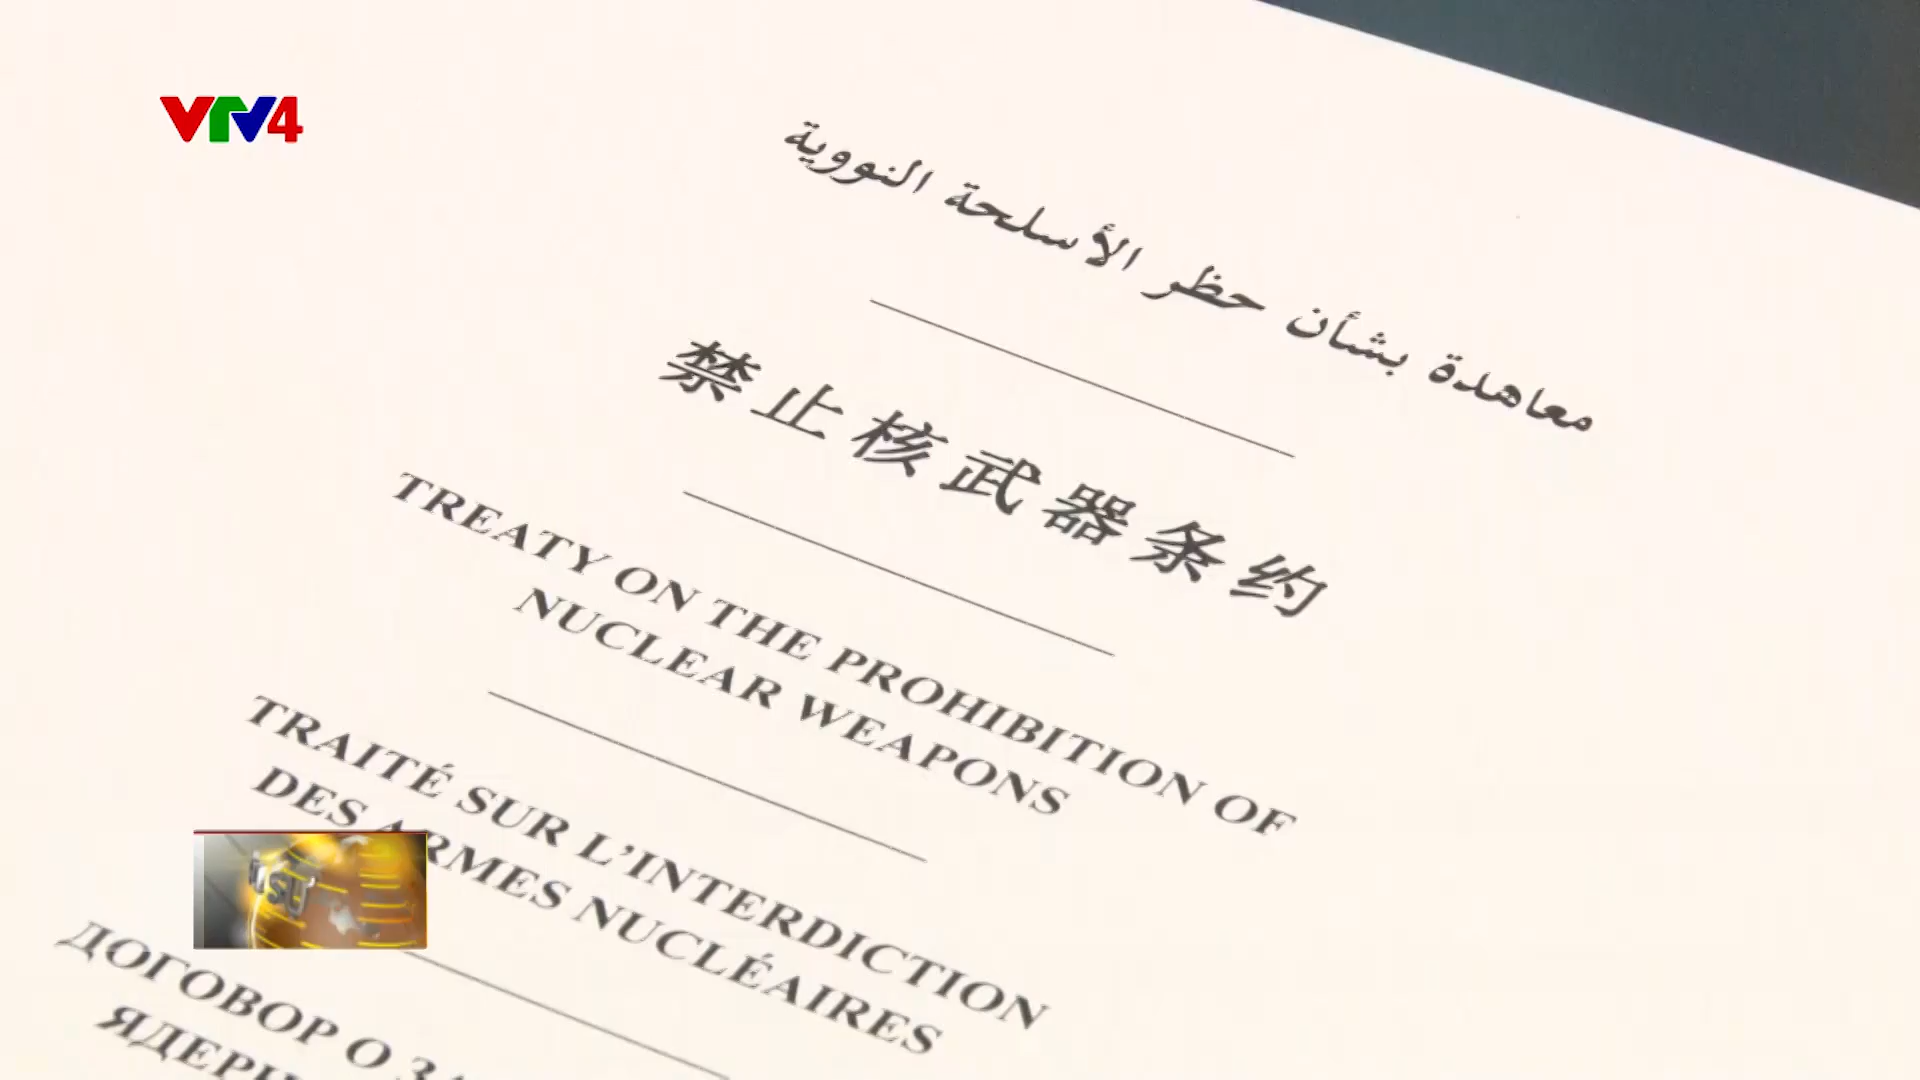 VTV4
معاهدة بشأن حظر الأسلحة النووية
禁止核武器条约
TREATY ON THE PROHIBITION OF
NUCLEAR WEAPONS
TRAITÉ SUR L'INTERDICTION
DES ARMES NUCLÉAIRES
ДОГОВОР О